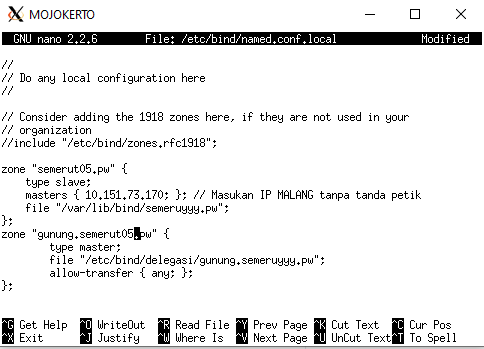 MOJOKERTO
GNU nano 2.2.6 File: /etc/bind/named.conf.local Modified
//
// Do any local configuration here
//
// Consider adding the 1918 zones here, if they are not used in your
// organization
//include "/etc/bind/zones.rfc1918";
zone "semerut05.pw" {
type slave;
masters { 10.151.73.170; }; // Masukan IP MALANG tanpa tanda petik
file "/var/lib/bind/semeruyyy.pw";
};
zone "gunung.semerut05.pw" {
type master;
file "/etc/bind/delegasi/gunung.semeruyyy.pw";
allow-transfer { any; };
};
^G Get Help ^O WriteOut ^R Read File ^Y Prev Page ^K Cut Text ^C Cur Pos
^X Exit ^J Justify ^W Where Is ^V Next Page ^U UnCut Text ^T To Spell